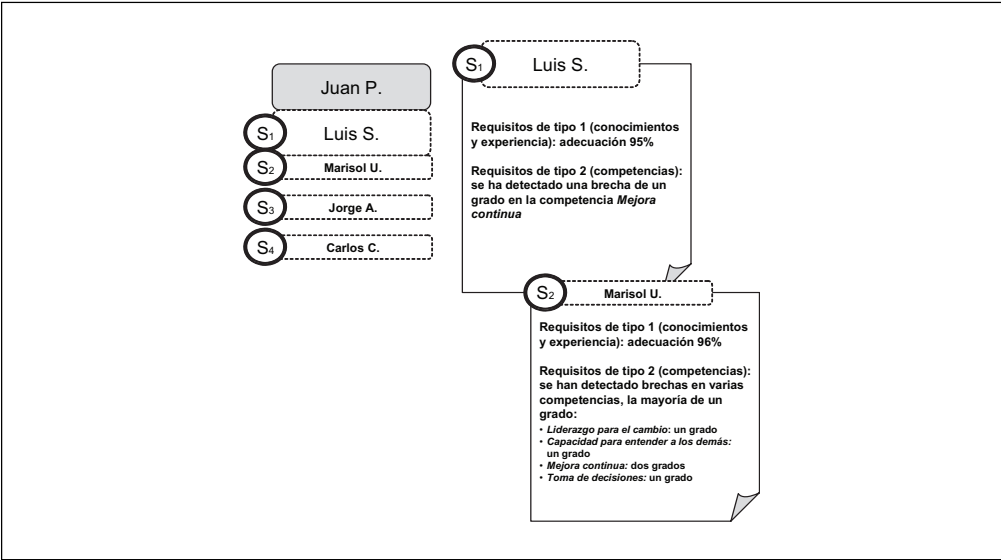 Juan P.
S1 Luis S.
S2 Marisol U.
S3 Jorge A.
S4 Carlos C.
S1 Luis S.
Requisitos de tipo 1 (conocimientos
y experiencia): adecuación 95%
Requisitos de tipo 2 (competencias):
se ha detectado una brecha de un
grado en la competencia Mejora
continua
S2 Marisol U.
Requisitos de tipo 1 (conocimientos
y experiencia): adecuación 96%
Requisitos de tipo 2 (competencias):
se han detectado brechas en varias
competencias, la mayoría de un
grado:
• Liderazgo para el cambio: un grado
• Capacidad para entender a los demás:
un grado
• Mejora continua: dos grados
• Toma de decisiones: un grado